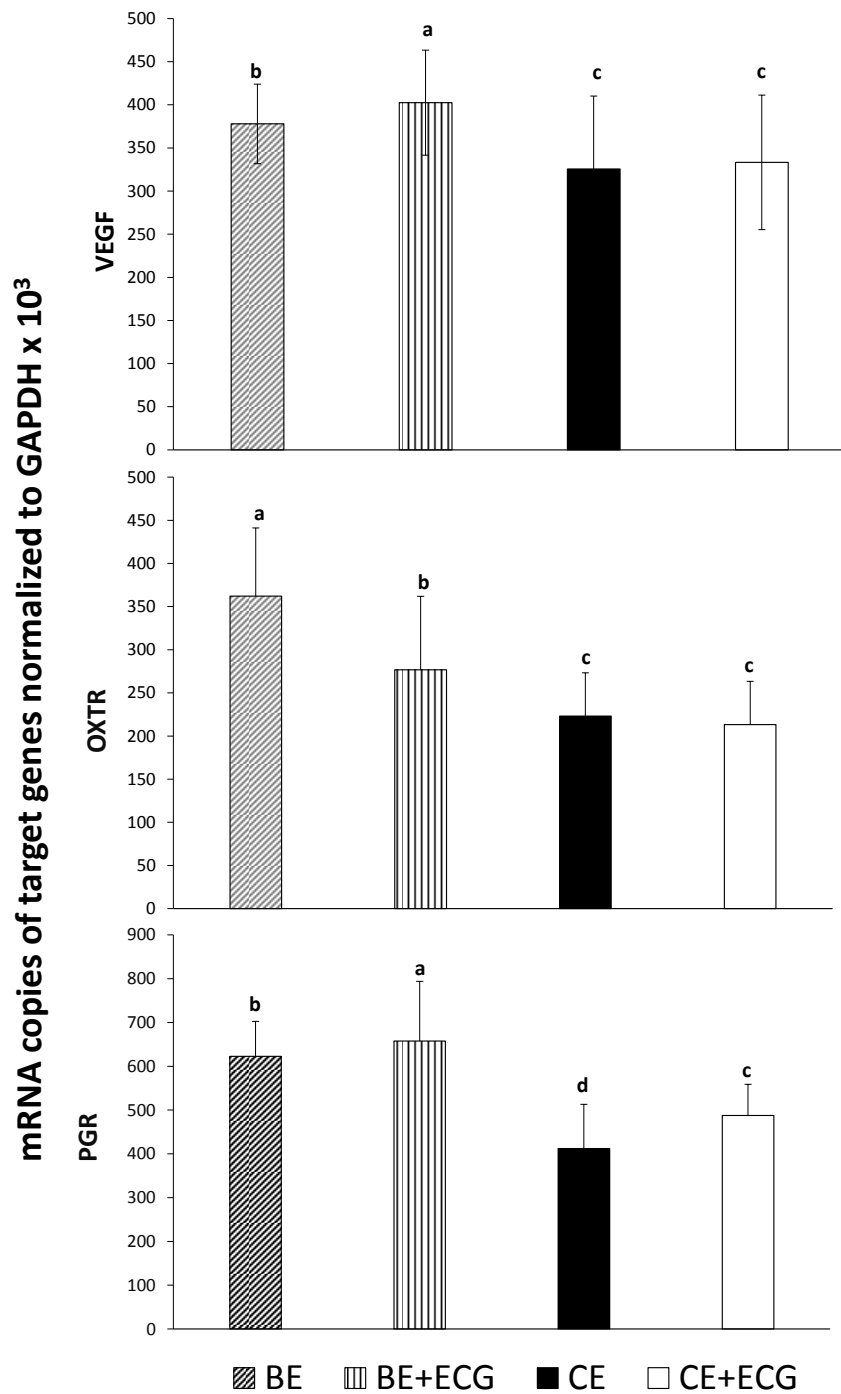 mRNA copies of target genes normalized to GAPDH x 10³
VEGF
500
450
400
350
300
250
200
150
100
50
0
b
a
c
c
OXTR
500
450
400
350
300
250
200
150
100
50
0
a
b
c
c
PGR
900
800
700
600
500
400
300
200
100
0
b
a
d
c
BE BE+ECG CE CE+ECG